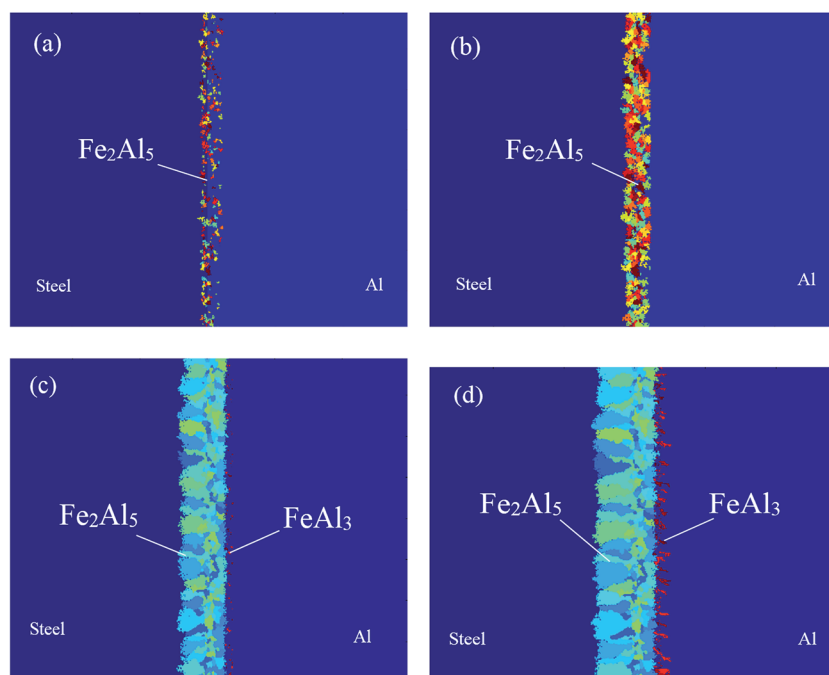 (a)
Fe₂Al₅
Steel
Al
(b)
Fe₂Al₅
Steel
Al
(c)
Fe₂Al₅
FeAl₃
Steel
Al
(d)
Fe₂Al₅
FeAl₃
Steel
Al